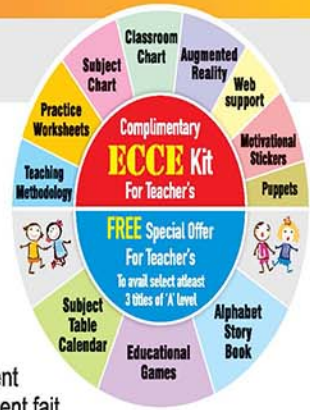 Classroom
Chart
Augmented
Reality
Subject
Chart
Web
support
Practice
Worksheets
Motivational
Stickers
Teaching
Methodology
Puppets
Complimentary
ECCE Kit
For Teacher's
FREE Special Offer
For Teacher's
To avail select atleast
3 titles of 'A' level
Subject
Table
Calendar
Educational
Games
Alphabet
Story
Book
ent
ent fait